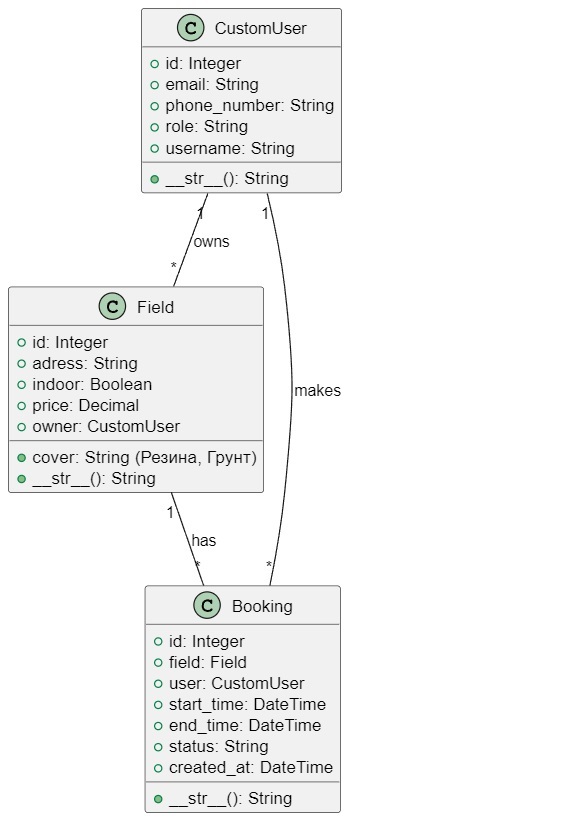 C CustomUser
id: Integer
email: String
phone_number: String
role: String
username: String
__str__(): String
1
1
owns
*
C Field
id: Integer
adress: String
indoor: Boolean
price: Decimal
owner: CustomUser
makes
cover: String (Резина, Грунт)
__str__(): String
1
has
*
*
C Booking
id: Integer
field: Field
user: CustomUser
start_time: DateTime
end_time: DateTime
status: String
created_at: DateTime
__str__(): String